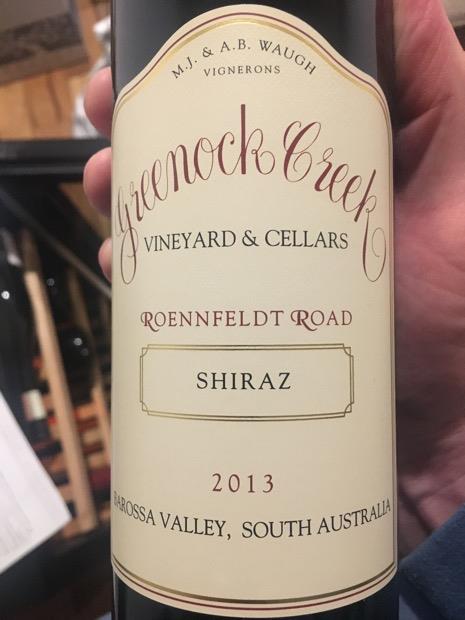 M.J. & A.B. WAUGH
VIGNERONS
Greenock Creek
VINEYARD & CELLARS
ROENNFELDT ROAD
SHIRAZ
2013
BAROSSA VALLEY, SOUTH AUSTRALIA